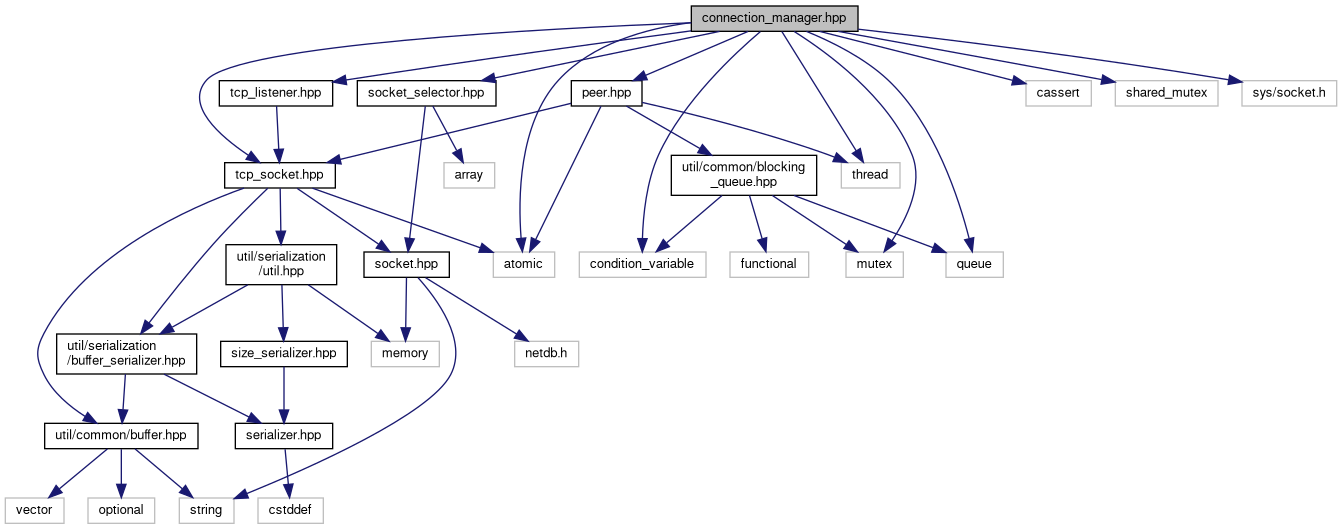 connection_manager.hpp
tcp_listener.hpp
socket_selector.hpp
peer.hpp
cassert
shared_mutex
sys/socket.h
tcp_socket.hpp
array
util/common/blocking
_queue.hpp
thread
util/serialization
/util.hpp
socket.hpp
atomic
condition_variable
functional
mutex
queue
util/serialization
/buffer_serializer.hpp
size_serializer.hpp
memory
netdb.h
util/common/buffer.hpp
serializer.hpp
vector
optional
string
cstddef